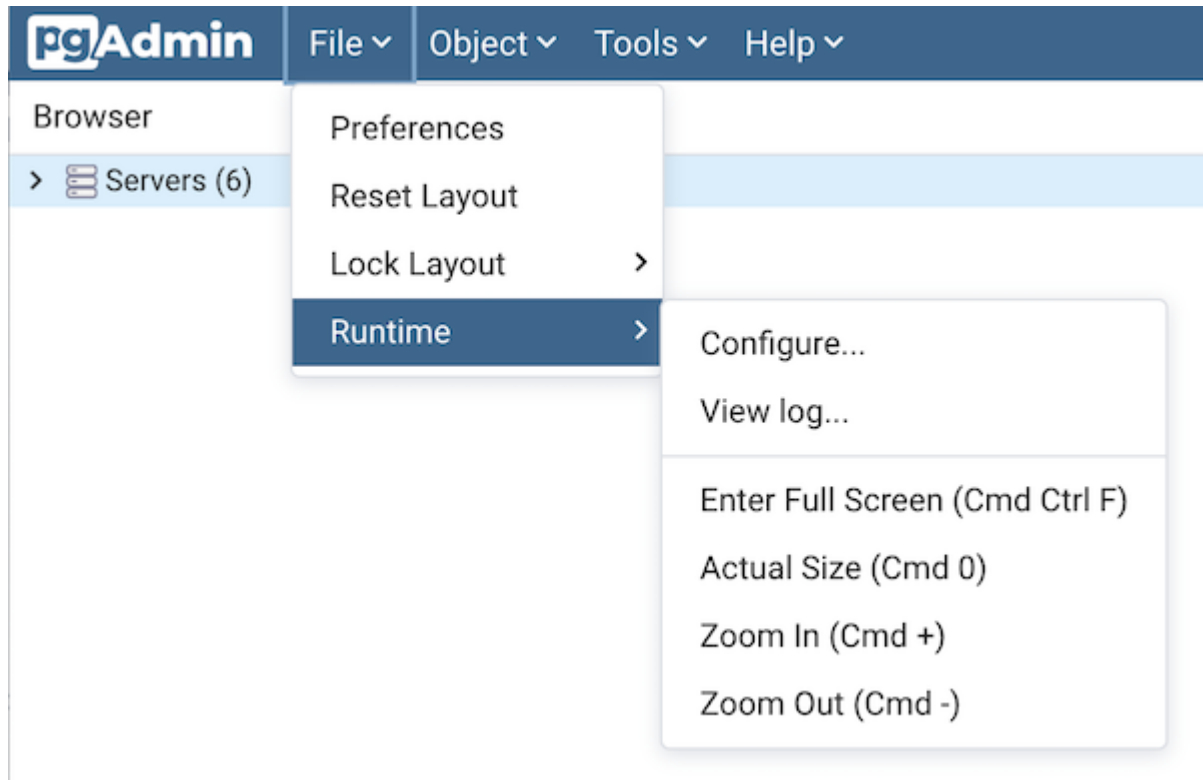 pgAdmin File Object Tools Help
Browser
Servers (6)
Preferences
Reset Layout
Lock Layout
Runtime
Configure...
View log...
Enter Full Screen (Cmd Ctrl F)
Actual Size (Cmd 0)
Zoom In (Cmd +)
Zoom Out (Cmd -)